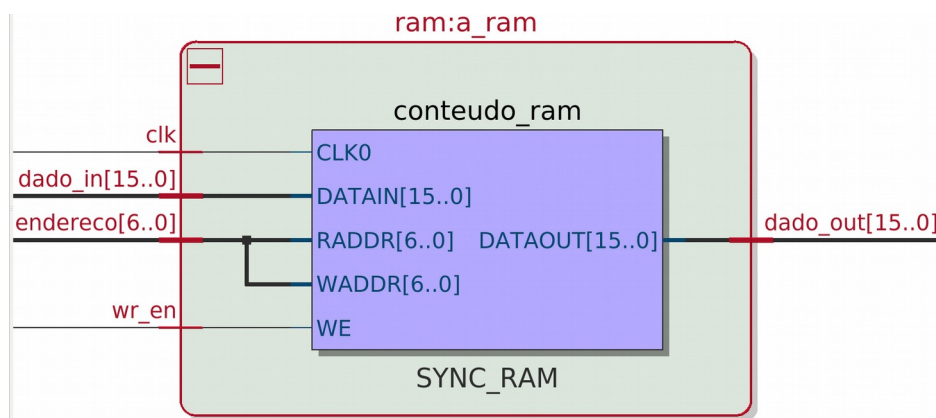 ram:a_ram
conteudo_ram
clk
CLK0
dado_in[15..0]
DATAIN[15..0]
endereco[6..0]
RADDR[6..0] DATAOUT[15..0]
dado_out[15..0]
WADDR[6..0]
wr_en
WE
SYNC_RAM